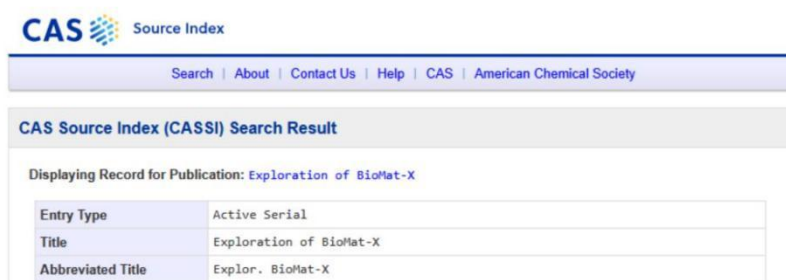 CAS Source Index
Search | About | Contact Us | Help | CAS | American Chemical Society
CAS Source Index (CASSI) Search Result
Displaying Record for Publication: Exploration of BioMat-X
Entry Type Active Serial
Title Exploration of BioMat-X
Abbreviated Title Explor. BioMat-X